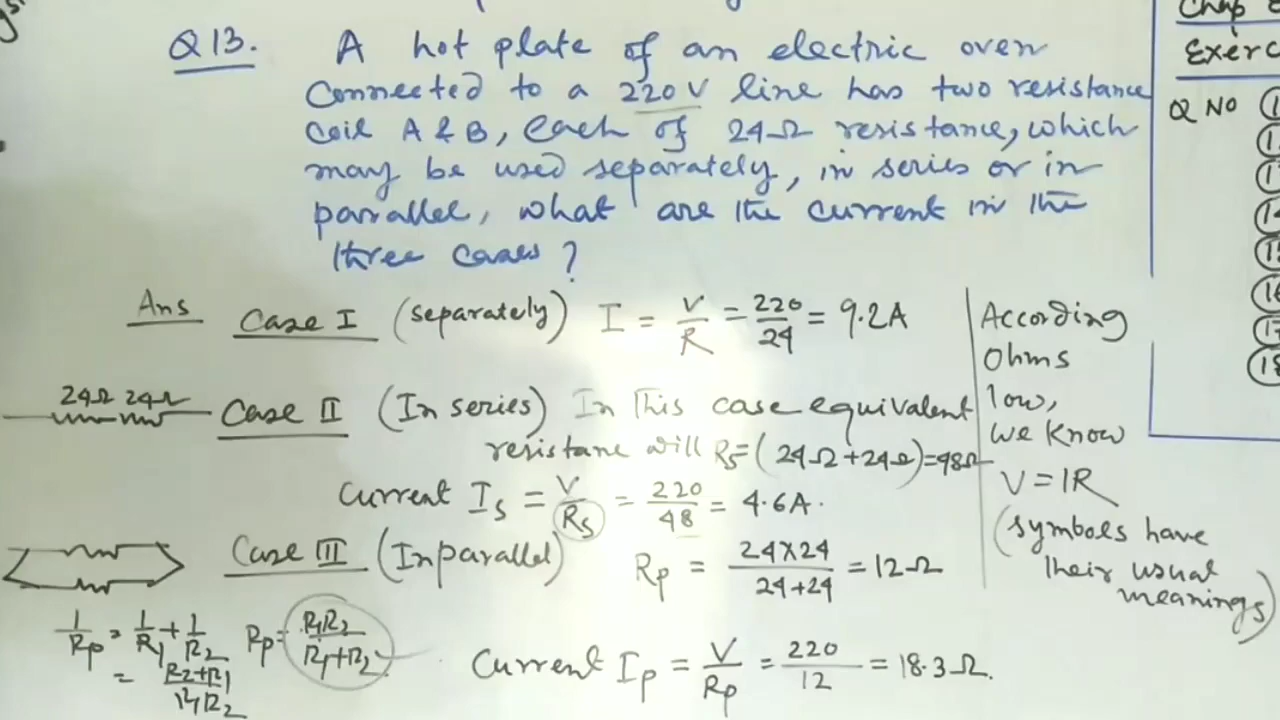 Q13. A hot plate of an electric oven
connected to a 220 V line has two resistance
coil A & B, each of 24Ω resistance, which
may be used separately, in series or in
parallel, what are the current in the
three cases?
Ans Case I (separately) I = V/R = 220/24 = 9.2A
24Ω 24Ω
Case II (In series) In This case equivalent
resistane will Rs=(24Ω+24Ω)=48Ω
Current Is = V/Rs = 220/48 = 4.6A.
Case III (In parallel) Rp = 24X24/24+24 = 12Ω
1/Rp = 1/R1 + 1/R2
= R2+R1/R1R2
Rp = R1R2/R1+R2
Current Ip = V/Rp = 220/12 = 18.3Ω.
According
Ohms
low,
we know
V=IR
(symbols have
their usual
meanings)
Chap
Exerc
Q NO